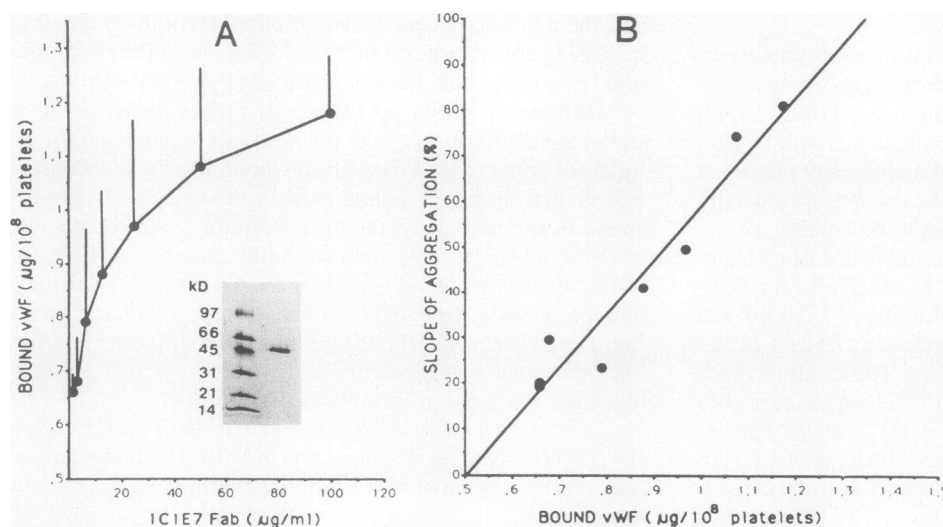 A
BOUND vWF (µg/10⁸ platelets)
1.3
1.2
1.1
1
.9
.8
.7
.6
.5
20 40 60 80 100 120
1C1E7 Fab (µg/ml)
kD
97
66
45
31
21
14
B
SLOPE OF AGGREGATION (%)
100
90
80
70
60
50
40
30
20
10
0
.5 .6 .7 .8 .9 1 1.1 1.2 1.3 1.4
BOUND vWF (µg/10⁸ platelets)